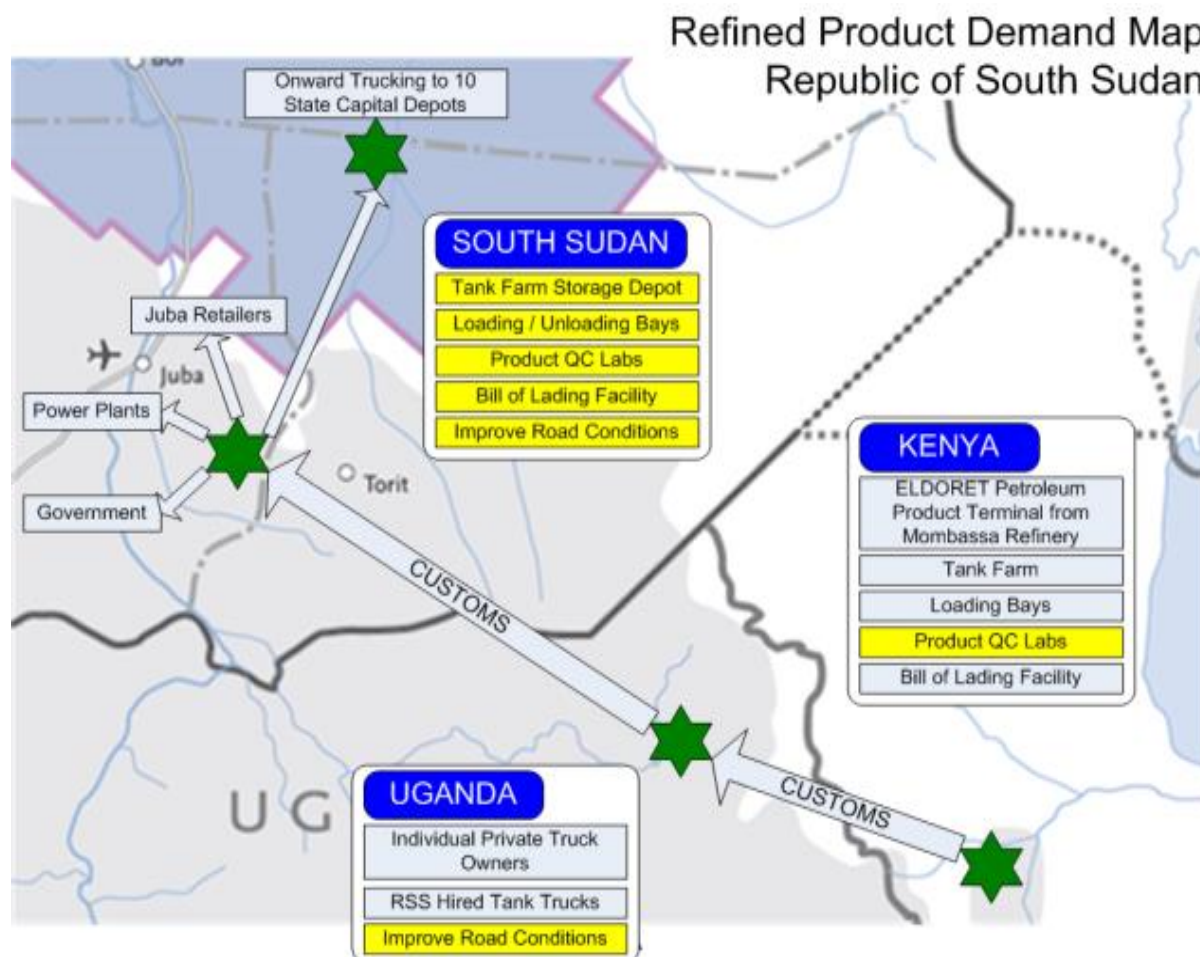 Refined Product Demand Map
Republic of South Sudan
Onward Trucking to 10
State Capital Depots
SOUTH SUDAN
Tank Farm Storage Depot
Loading / Unloading Bays
Product QC Labs
Bill of Lading Facility
Improve Road Conditions
Juba Retailers
Juba
Power Plants
Government
Torit
CUSTOMS
KENYA
ELDORET Petroleum
Product Terminal from
Mombassa Refinery
Tank Farm
Loading Bays
Product QC Labs
Bill of Lading Facility
CUSTOMS
U G
UGANDA
Individual Private Truck
Owners
RSS Hired Tank Trucks
Improve Road Conditions